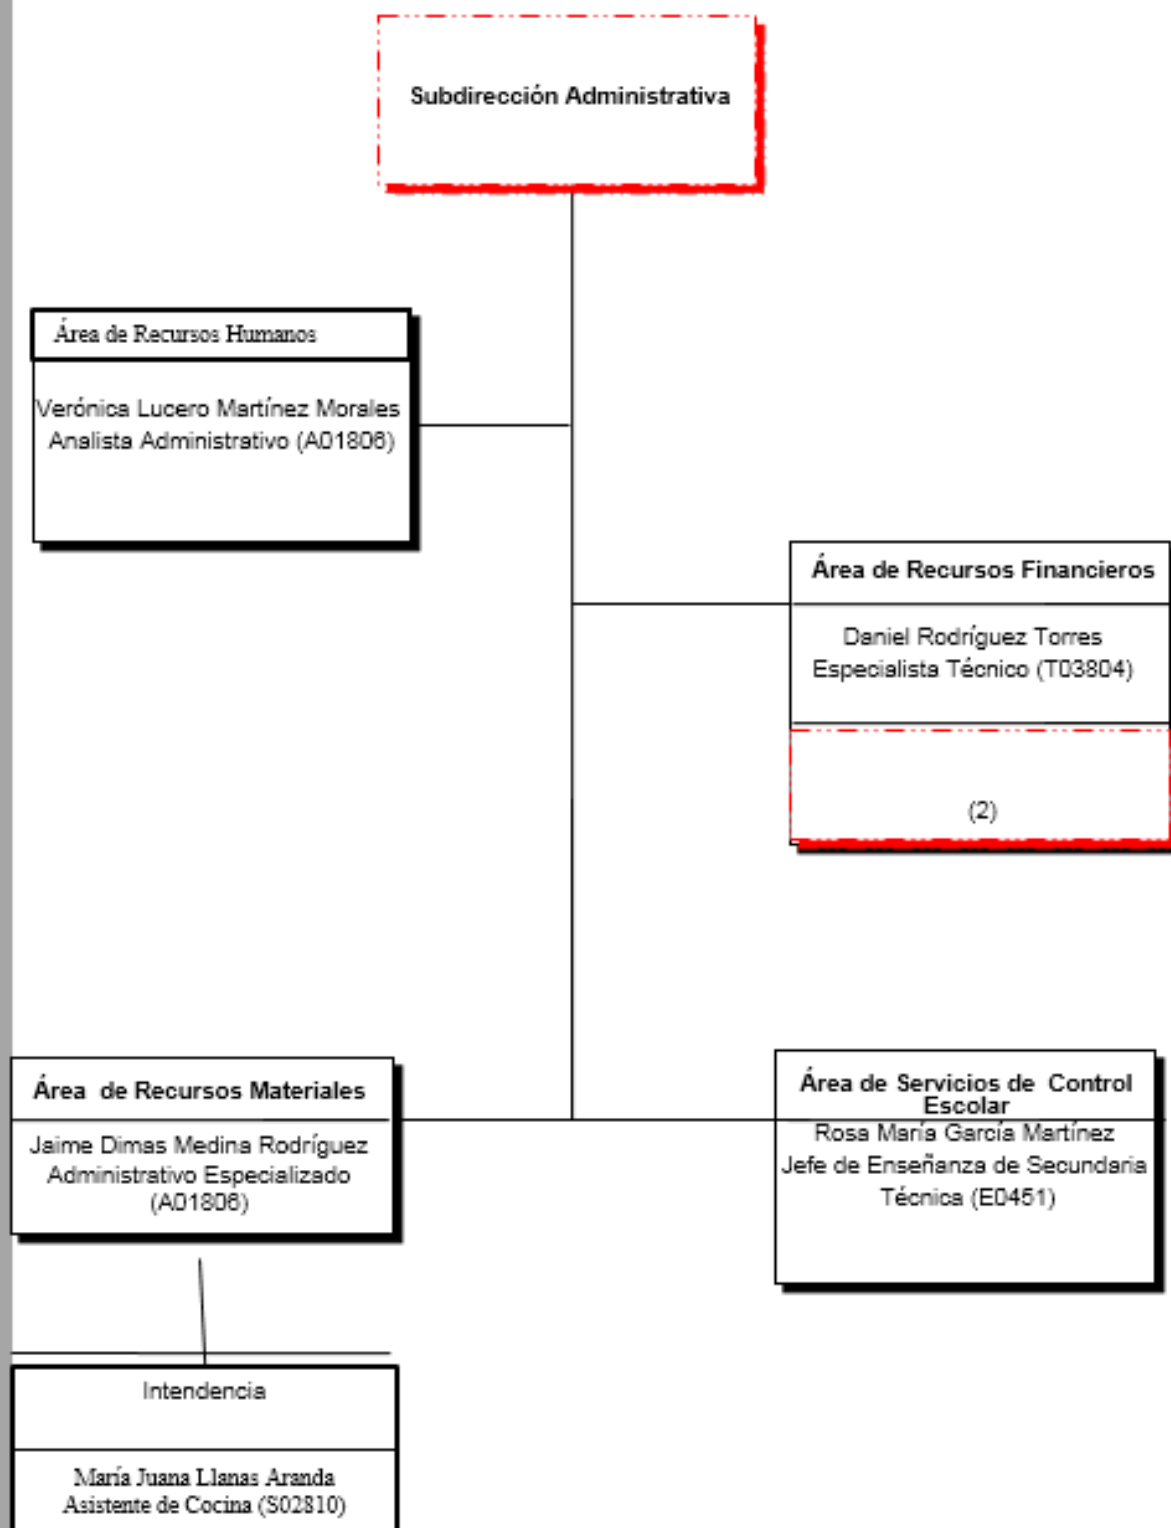 Subdirección Administrativa
Área de Recursos Humanos
Verónica Lucero Martínez Morales
Analista Administrativo (A01806)
Área de Recursos Financieros
Daniel Rodríguez Torres
Especialista Técnico (T03804)
(2)
Área  de Recursos Materiales
Jaime Dimas Medina Rodríguez
Administrativo Especializado
(A01806)
Área de Servicios de  Control
Escolar
Rosa María García Martínez
Jefe de Enseñanza de Secundaria
Técnica (E0451)
Intendencia
María Juana Llanas Aranda
Asistente de Cocina (S02810)